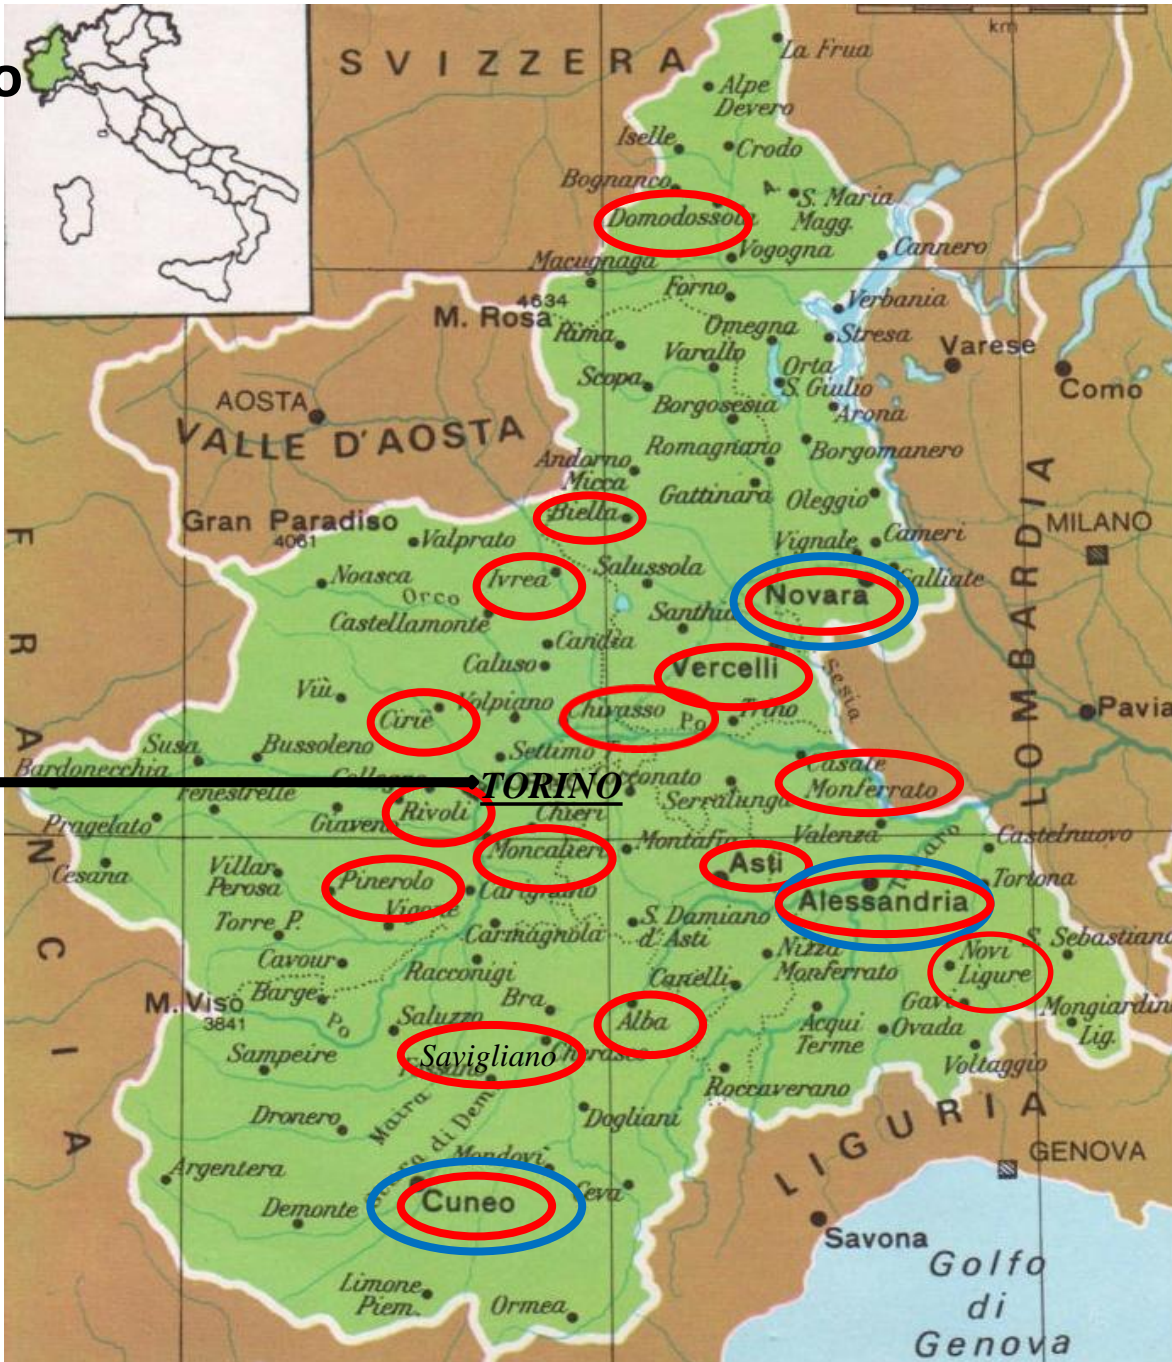 o
km
SVIZZERA
La Frua
Alpe
Devero
Iselle
Crodo
Bognanco
A.
S. Maria
Magg.
Domodossola
Vogogna
Cannero
Macugnaga
4634
M. Rosa
Forno
Verbania
Rima
Omegna
Stresa
Varese
Varallo
Orta
S. Giulio
Como
Scopa
AOSTA
VALLE D'AOSTA
Borgosesia
Arona
Romagnano
Borgomanero
Andorno
Micca
Gattinara
Oleggio
LOMBARDIA
Gran Paradiso
4061
Biella
MILANO
Valprato
Vignale
Cameri
Noasca
Ivrea
Salussola
Galliate
Orco
Novara
Castellamonte
Santhià
Candia
Caluso
Vercelli
Sesia
Viù
Ciriè
Volpiano
Chivasso
Po
Trino
Pavia
FRANCIA
Susa
Bussoleno
Settimo T.
Casale
Monferrato
Bardonecchia
TORINO
Fenestrelle
Serralunga
Giaveno
Rivoli
Chieri
Pragelato
Moncalieri
Montafia
Valenza
Tanaro
Castelnuovo
Cesana
Villar
Perosa
Pinerolo
Asti
Carignano
Tortona
Alessandria
Vigone
Torre P.
Carmagnola
S. Damiano
d'Asti
Nizza
Monferrato
S. Sebastiano
Novi
Ligure
Cavour
Racconigi
Canelli
M. Viso
3841
Barge
Po
Bra
Gavi
Mongiardino
Lig.
Saluzzo
Alba
Acqui
Terme
Ovada
Sampeire
Savigliano
Cherasco
Fossano
Voltaggio
Roccaverano
Maira
Dronero
Dogliani
LIGURIA
Mondovì
GENOVA
Argentera
Cuneo
Ceva
Demonte
Savona
Limone
Piem.
Ormea
Golfo
di
Genova